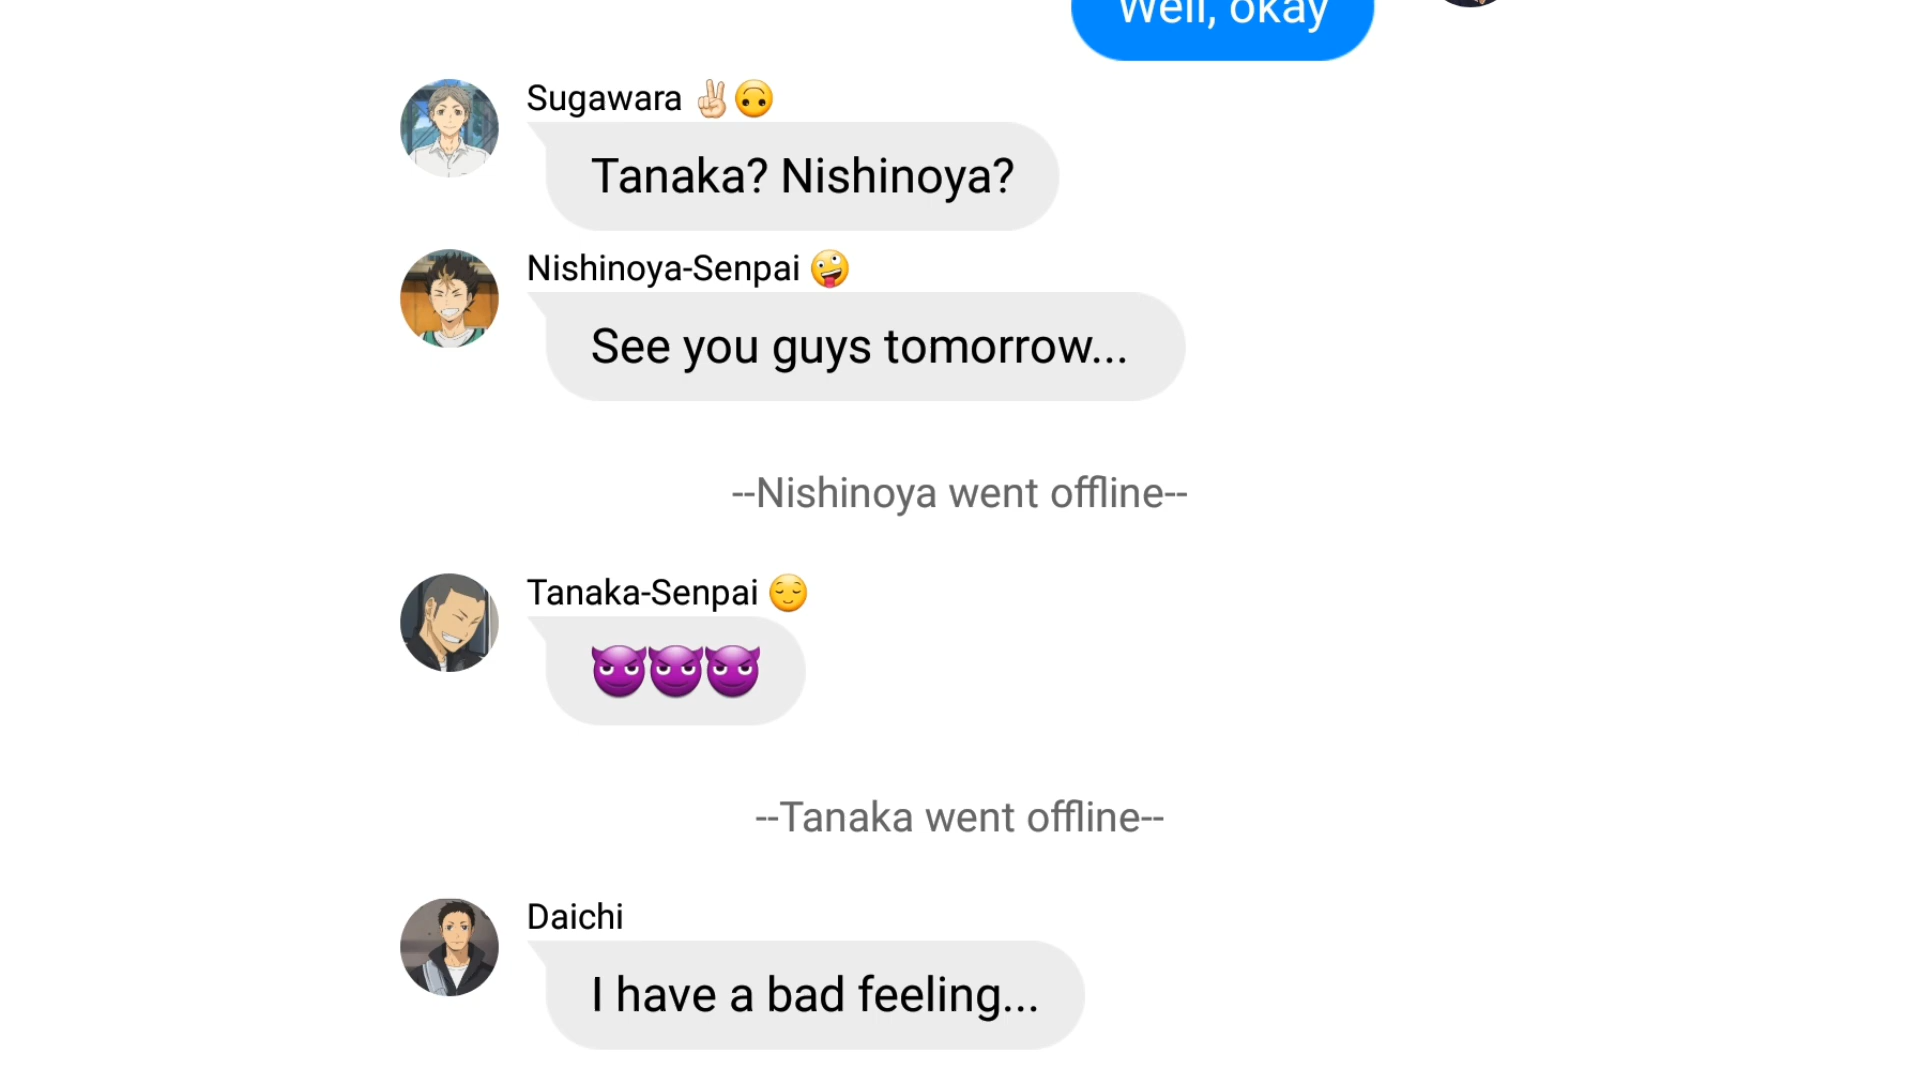 Well, okay
Sugawara ✌🏻🙃
Tanaka? Nishinoya?
Nishinoya-Senpai 🤪
See you guys tomorrow...
--Nishinoya went offline--
Tanaka-Senpai 😌
😈😈😈
--Tanaka went offline--
Daichi
I have a bad feeling...